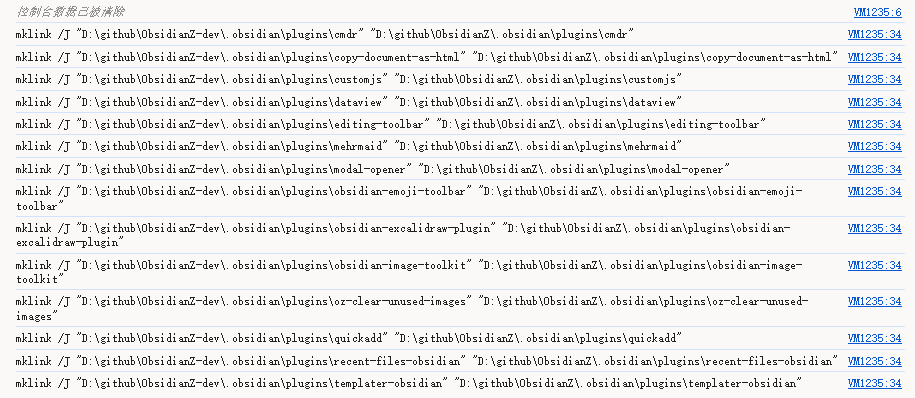 控制台数据已被清除 VM1235:6
mklink /J "D:\github\ObsidianZ-dev\.obsidian\plugins\cmdr" "D:\github\ObsidianZ\.obsidian\plugins\cmdr" VM1235:34
mklink /J "D:\github\ObsidianZ-dev\.obsidian\plugins\copy-document-as-html" "D:\github\ObsidianZ\.obsidian\plugins\copy-document-as-html" VM1235:34
mklink /J "D:\github\ObsidianZ-dev\.obsidian\plugins\customjs" "D:\github\ObsidianZ\.obsidian\plugins\customjs" VM1235:34
mklink /J "D:\github\ObsidianZ-dev\.obsidian\plugins\dataview" "D:\github\ObsidianZ\.obsidian\plugins\dataview" VM1235:34
mklink /J "D:\github\ObsidianZ-dev\.obsidian\plugins\editing-toolbar" "D:\github\ObsidianZ\.obsidian\plugins\editing-toolbar" VM1235:34
mklink /J "D:\github\ObsidianZ-dev\.obsidian\plugins\mehrmaid" "D:\github\ObsidianZ\.obsidian\plugins\mehrmaid" VM1235:34
mklink /J "D:\github\ObsidianZ-dev\.obsidian\plugins\modal-opener" "D:\github\ObsidianZ\.obsidian\plugins\modal-opener" VM1235:34
mklink /J "D:\github\ObsidianZ-dev\.obsidian\plugins\obsidian-emoji-toolbar" "D:\github\ObsidianZ\.obsidian\plugins\obsidian-emoji- VM1235:34
toolbar"
mklink /J "D:\github\ObsidianZ-dev\.obsidian\plugins\obsidian-excalidraw-plugin" "D:\github\ObsidianZ\.obsidian\plugins\obsidian- VM1235:34
excalidraw-plugin"
mklink /J "D:\github\ObsidianZ-dev\.obsidian\plugins\obsidian-image-toolkit" "D:\github\ObsidianZ\.obsidian\plugins\obsidian-image- VM1235:34
toolkit"
mklink /J "D:\github\ObsidianZ-dev\.obsidian\plugins\oz-clear-unused-images" "D:\github\ObsidianZ\.obsidian\plugins\oz-clear-unused- VM1235:34
images"
mklink /J "D:\github\ObsidianZ-dev\.obsidian\plugins\quickadd" "D:\github\ObsidianZ\.obsidian\plugins\quickadd" VM1235:34
mklink /J "D:\github\ObsidianZ-dev\.obsidian\plugins\recent-files-obsidian" "D:\github\ObsidianZ\.obsidian\plugins\recent-files-obsidian" VM1235:34
mklink /J "D:\github\ObsidianZ-dev\.obsidian\plugins\templater-obsidian" "D:\github\ObsidianZ\.obsidian\plugins\templater-obsidian" VM1235:34